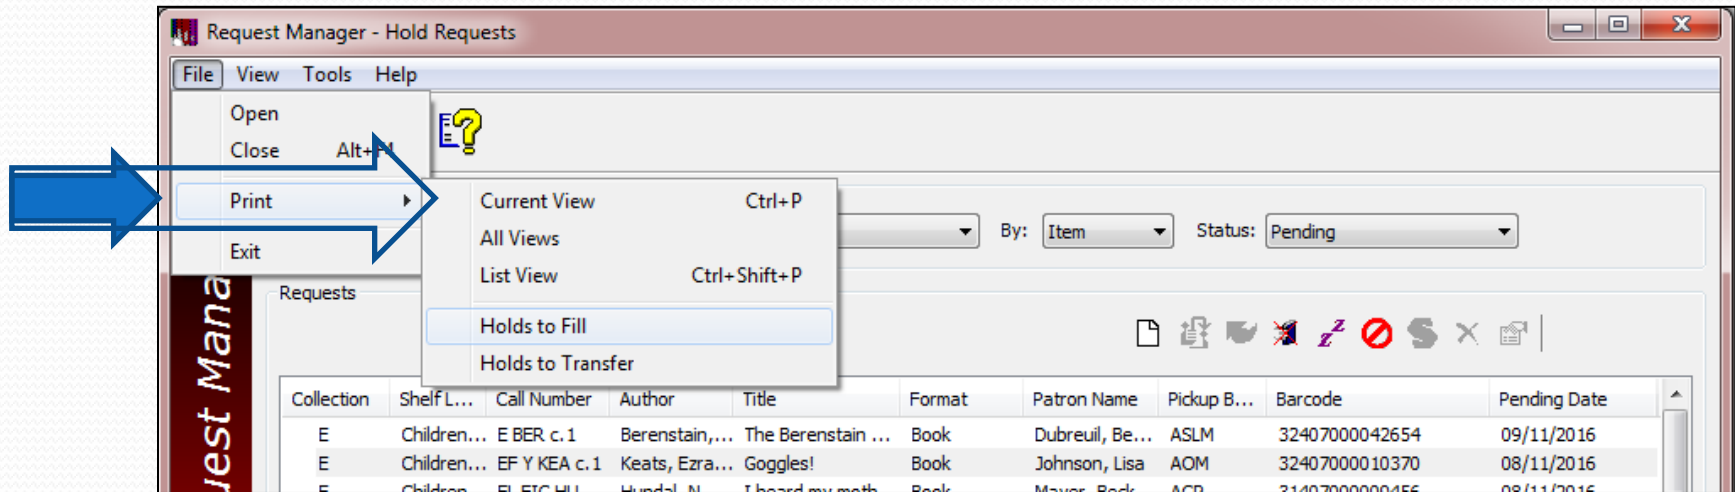 Request Manager - Hold Requests
File View Tools Help
Open
Close Alt+F4
Print
Exit
Current View Ctrl+P
All Views
List View Ctrl+Shift+P
Holds to Fill
Holds to Transfer
By: Item Status: Pending
Requests
uest Mana
Collection Shelf L... Call Number Author Title Format Patron Name Pickup B... Barcode Pending Date
E Children... E BER c. 1 Berenstain,... The Berenstain ... Book Dubreuil, Be... ASLM 32407000042654 09/11/2016
E Children... EF Y KEA c. 1 Keats, Ezra... Goggles! Book Johnson, Lisa AOM 32407000010370 08/11/2016